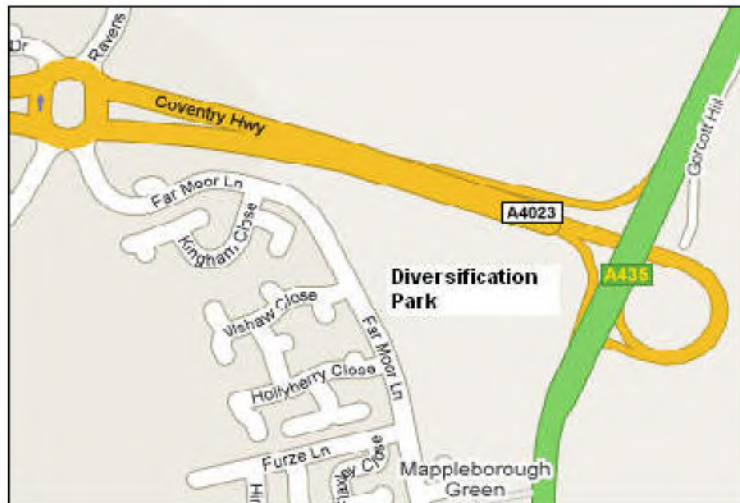 Dr
Ravens
Coventry Hwy
Gorcott Hill
Far Moor Ln
A4023
Kingham Close
Diversification
Park
A435
Far Moor Ln
Hollyberry Close
Furze Ln
Close
Mappleborough
Green